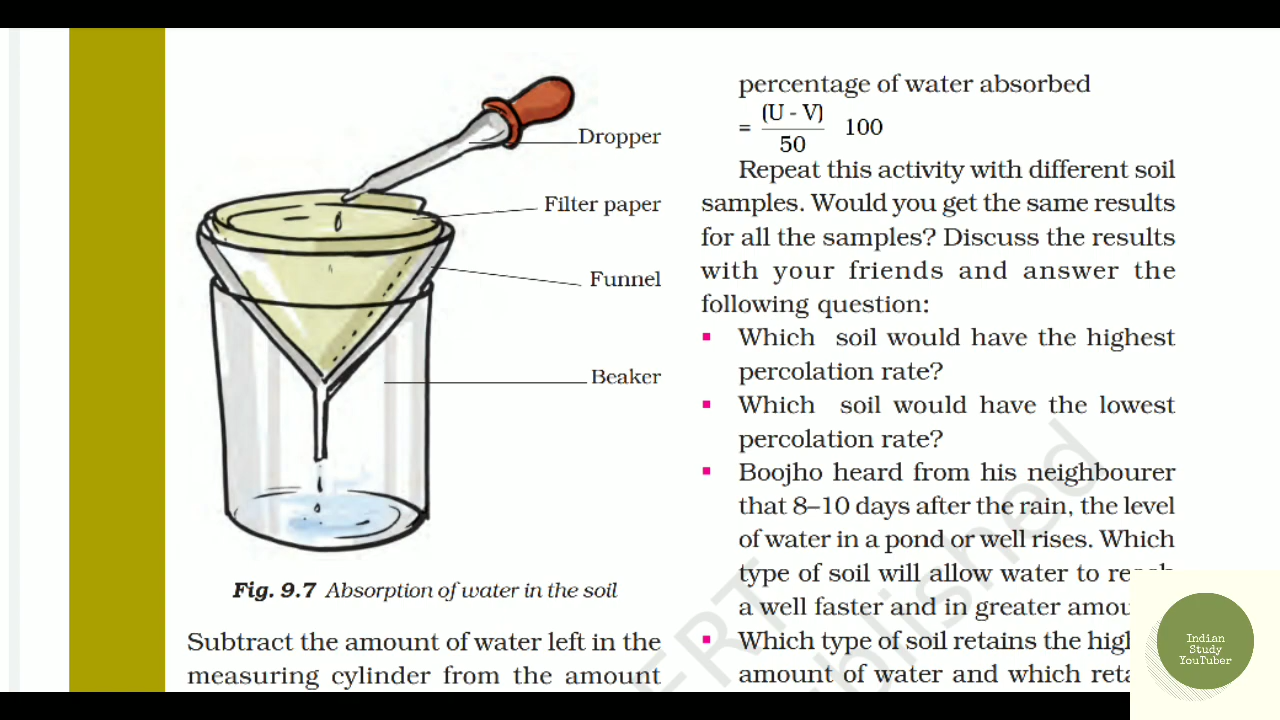 Dropper
Filter paper
Funnel
Beaker
Fig. 9.7 Absorption of water in the soil
Subtract the amount of water left in the
measuring cylinder from the amount
percentage of water absorbed
= (U - V)
50
100
Repeat this activity with different soil
samples. Would you get the same results
for all the samples? Discuss the results
with your friends and answer the
following question:
▪ Which soil would have the highest
percolation rate?
▪ Which soil would have the lowest
percolation rate?
▪ Boojho heard from his neighbourer
that 8–10 days after the rain, the level
of water in a pond or well rises. Which
type of soil will allow water to
a well faster and in greater
▪ Which type of soil retains the
amount of water and which
Indian
Study
YouTuber